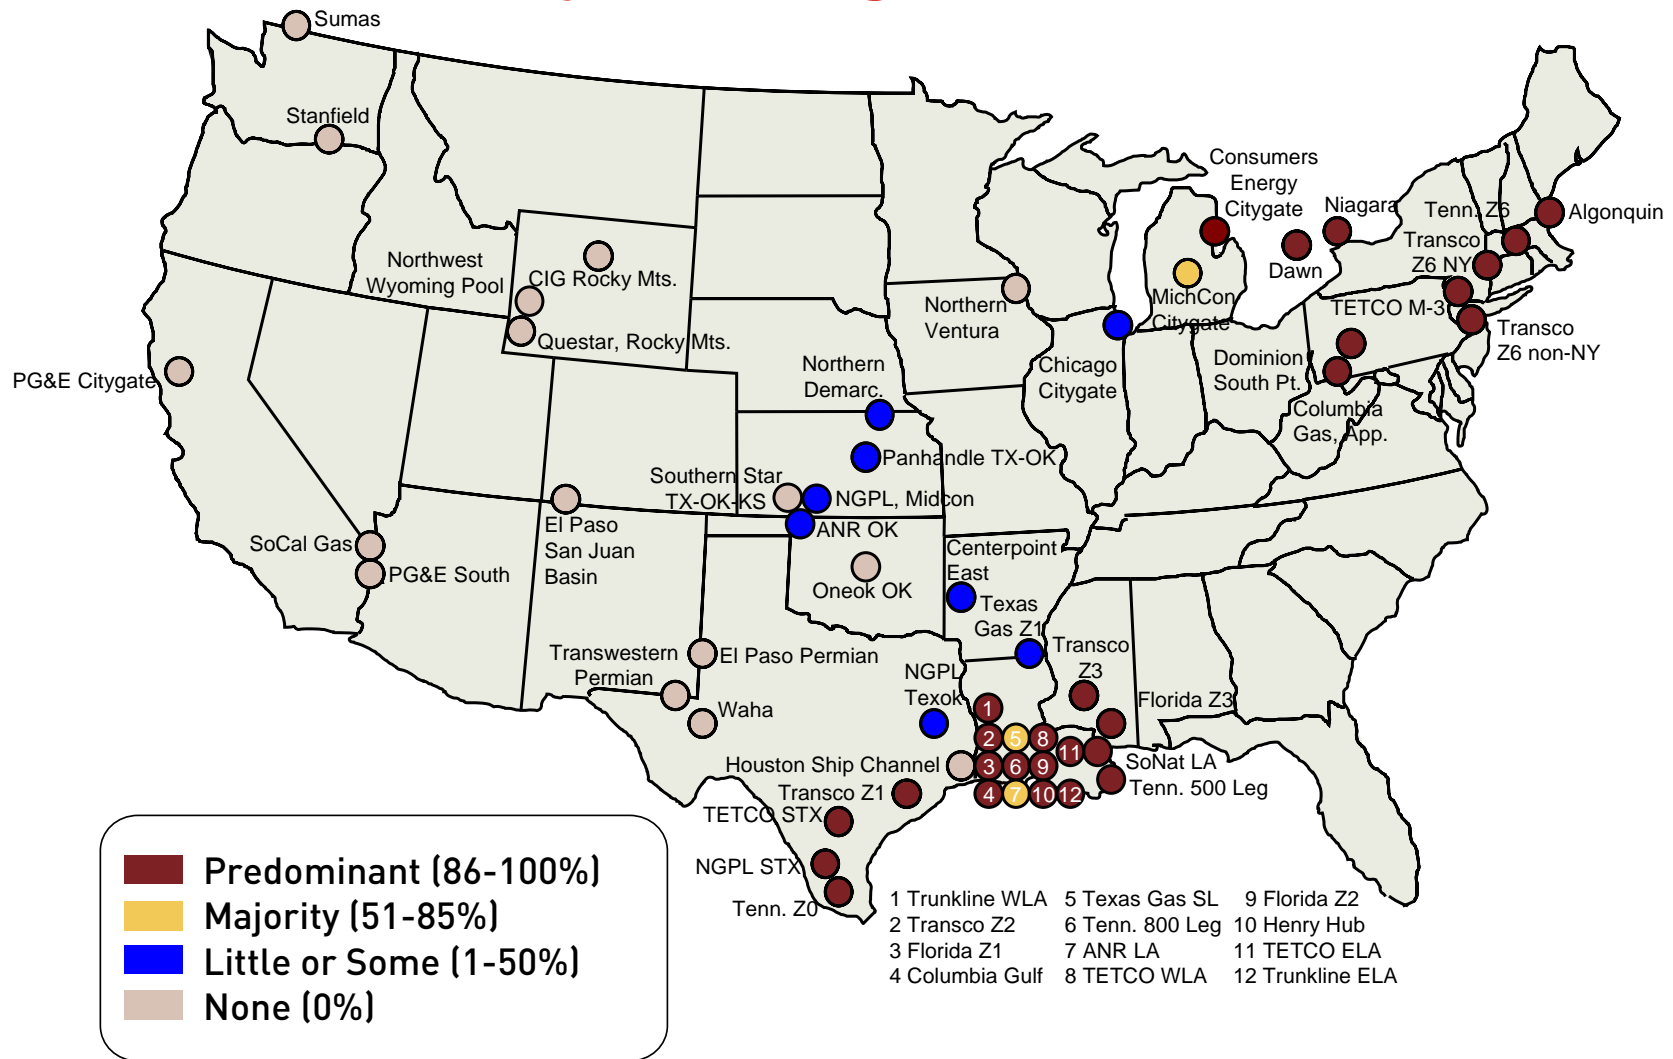 Sumas
Stanfield
Northwest
Wyoming Pool
CIG Rocky Mts.
Questar, Rocky Mts.
PG&E Citygate
SoCal Gas
PG&E South
El Paso
San Juan
Basin
Transwestern
Permian
El Paso Permian
Waha
Northern
Ventura
Northern
Demarc.
Panhandle TX-OK
Southern Star
TX-OK-KS
NGPL, Midcon
ANR OK
Oneok OK
Centerpoint
East
Texas
Gas Z1
NGPL
Texok
Transco
Z3
Florida Z3
SoNat LA
Tenn. 500 Leg
Houston Ship Channel
Transco Z1
TETCO STX
NGPL STX
Tenn. Z0
Chicago
Citygate
MichCon
Citygate
Consumers
Energy
Citygate
Dawn
Niagara
Tenn. Z6
Algonquin
Transco
Z6 NY
TETCO M-3
Transco
Z6 non-NY
Dominion
South Pt.
Columbia
Gas, App.
1
2 5 8
11
3 6 9
4 7 10 12
Predominant (86-100%)
Majority (51-85%)
Little or Some (1-50%)
None (0%)
1 Trunkline WLA 5 Texas Gas SL 9 Florida Z2
2 Transco Z2 6 Tenn. 800 Leg 10 Henry Hub
3 Florida Z1 7 ANR LA 11 TETCO ELA
4 Columbia Gulf 8 TETCO WLA 12 Trunkline ELA